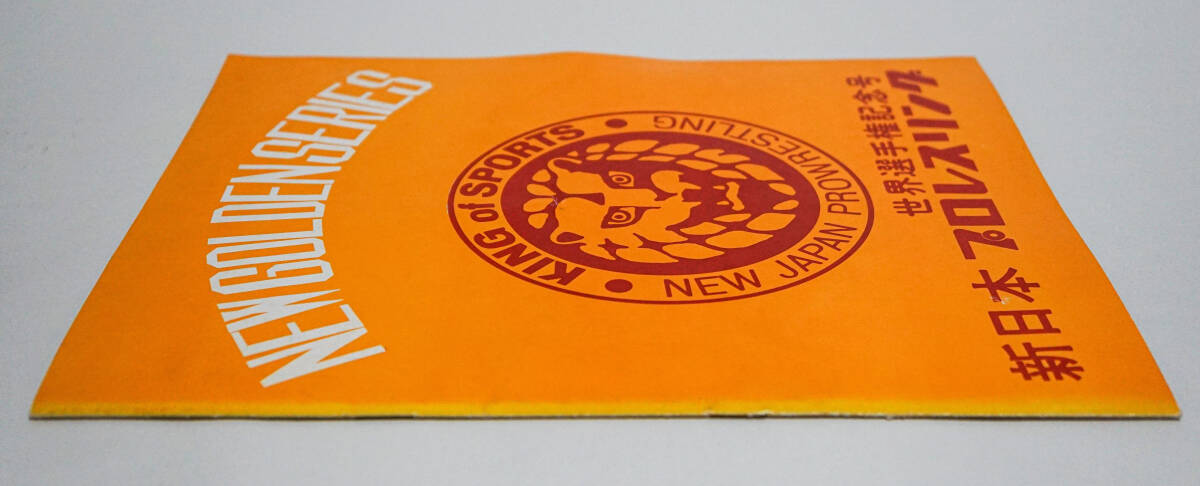 NEW GOLDEN SERIES
KING of SPORTS
NEW JAPAN PROWRESTLING
世界選手権記念号
新日本プロレスリング